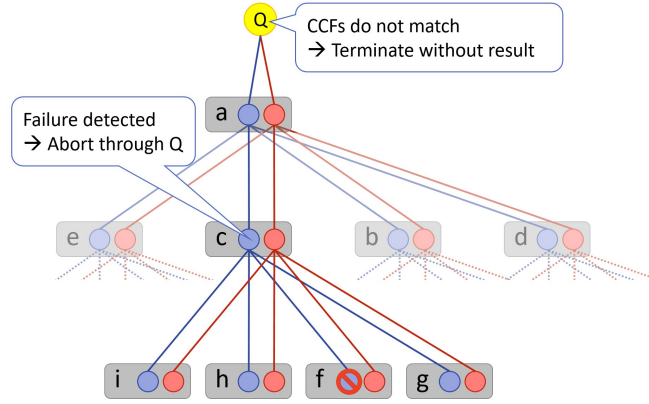 Q
CCFs do not match
→ Terminate without result
a
Failure detected
→ Abort through Q
e
c
b
d
i
h
f
g